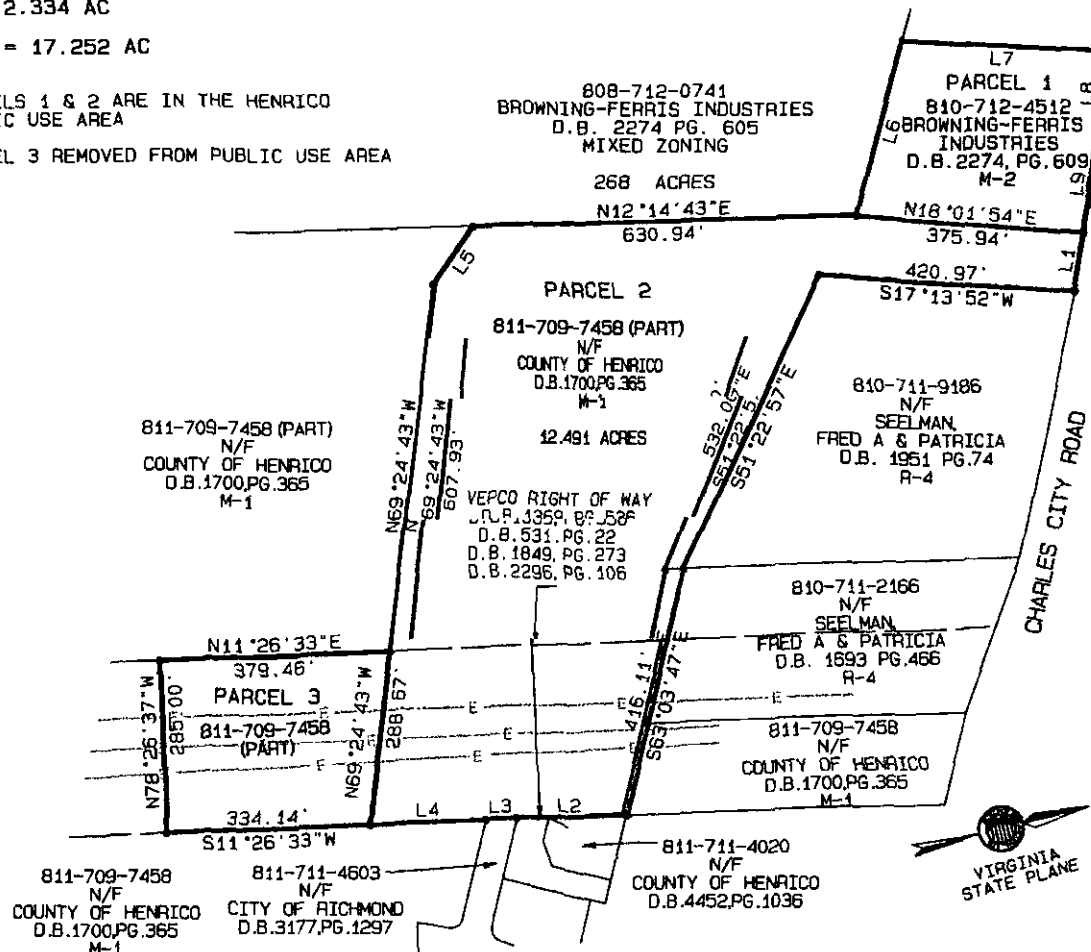 2.334 AC
= 17.252 AC
LS 1 & 2 ARE IN THE HENRICO
IC USE AREA
EL 3 REMOVED FROM PUBLIC USE AREA
808-712-0741
BROWNING-FERRIS INDUSTRIES
D.B. 2274 PG. 605
MIXED ZONING
268 ACRES
N12°14'43"E
630.94'
L7
PARCEL 1
810-712-4512
BROWNING-FERRIS
INDUSTRIES
D.B.2274, PG.609
M-2
L6
L9
N18°01'54"E
375.94'
L1
420.97'
S17°13'52"W
L5
PARCEL 2
811-709-7458 (PART)
N/F
COUNTY OF HENRICO
D.B.1700,PG.365
M-1
12.491 ACRES
811-709-7458 (PART)
N/F
COUNTY OF HENRICO
D.B.1700,PG.365
M-1
N69°24'43"W
N69°24'43"W
607.93'
S51°22'57"E
810-711-9186
N/F
SEELMAN,
FRED A & PATRICIA
D.B. 1951 PG.74
R-4
CHARLES CITY ROAD
VEPCO RIGHT OF WAY
D.B.531.PG.22
D.B.1849, PG.273
D.B.2296, PG.106
810-711-2166
N/F
SEELMAN,
FRED A & PATRICIA
D.B. 1693 PG.466
R-4
N11°26'33"E
379.46'
PARCEL 3
811-709-7458
(PART)
N78°26'37"W
285.00'
N69°24'43"W
288.67'
416.11'
S63°03'47"E
E E E
E E E
E E E
811-709-7458
N/F
COUNTY OF HENRICO
D.B.1700,PG.365
M-1
334.14'
S11°26'33"W
L4
L3
L2
811-709-7458
N/F
COUNTY OF HENRICO
D.B.1700,PG.365
M-1
811-711-4603
N/F
CITY OF RICHMOND
D.B.3177,PG.1297
811-711-4020
N/F
COUNTY OF HENRICO
D.B.4452,PG.1036
VIRGINIA
STATE PLANE